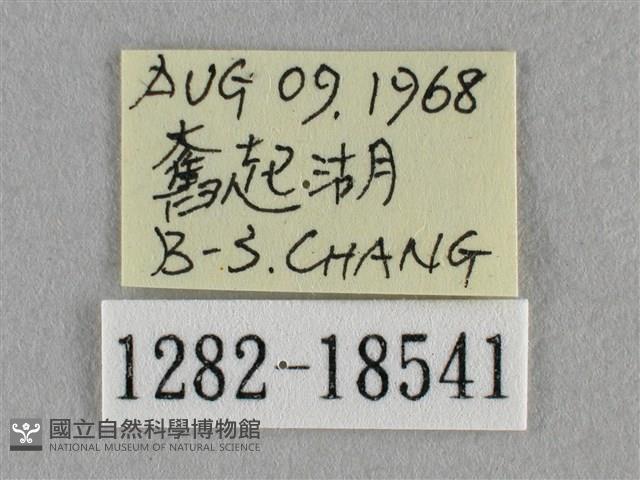 AUG 09. 1968
奮起湖
B-S. CHANG
1282-18541
國立自然科學博物館
NATIONAL MUSEUM OF NATURAL SCIENCE